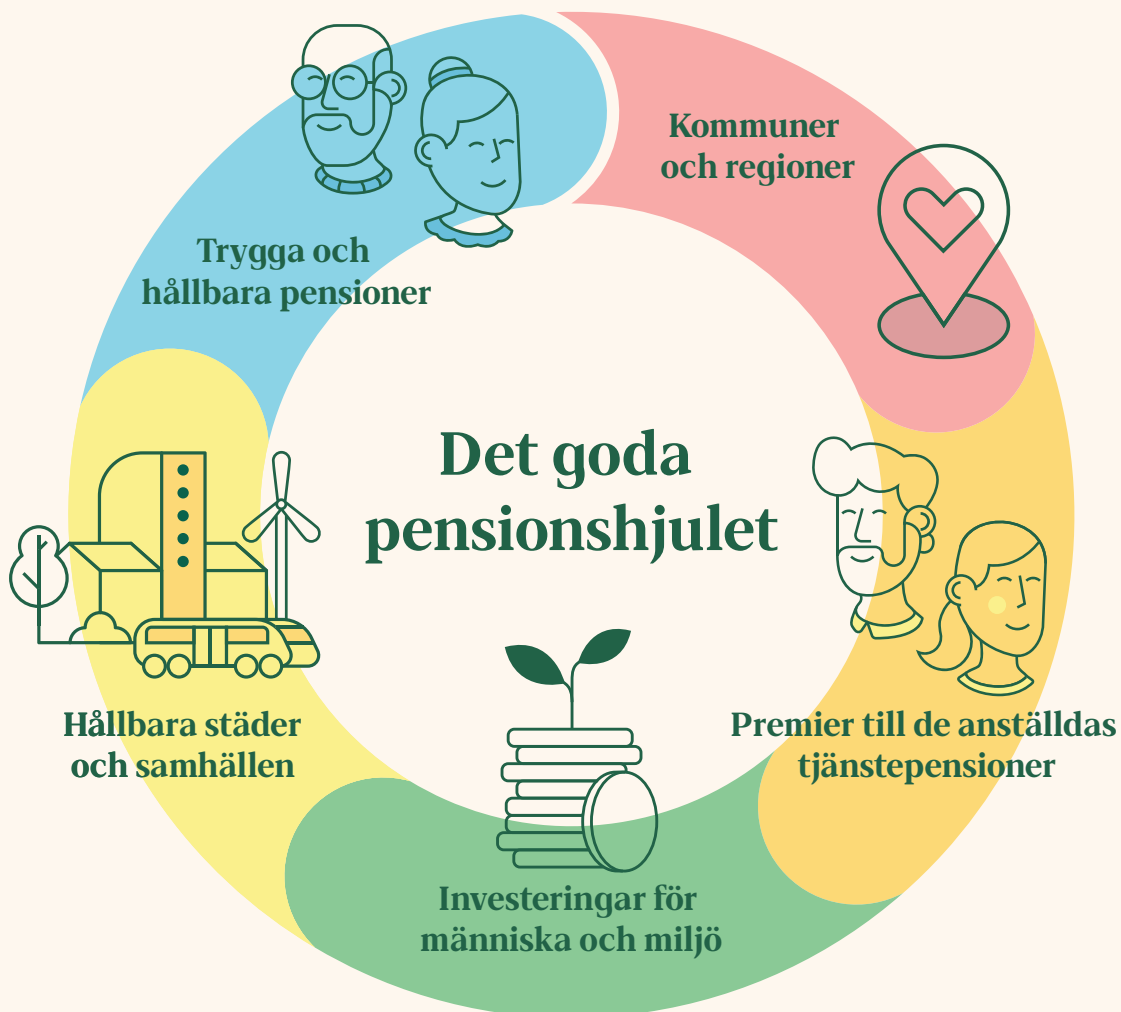 Det goda
pensionshjulet
Kommuner
och regioner
Premier till de anställdas
tjänstepensioner
Investeringar för
människa och miljö
Hållbara städer
och samhällen
Trygga och
hållbara pensioner